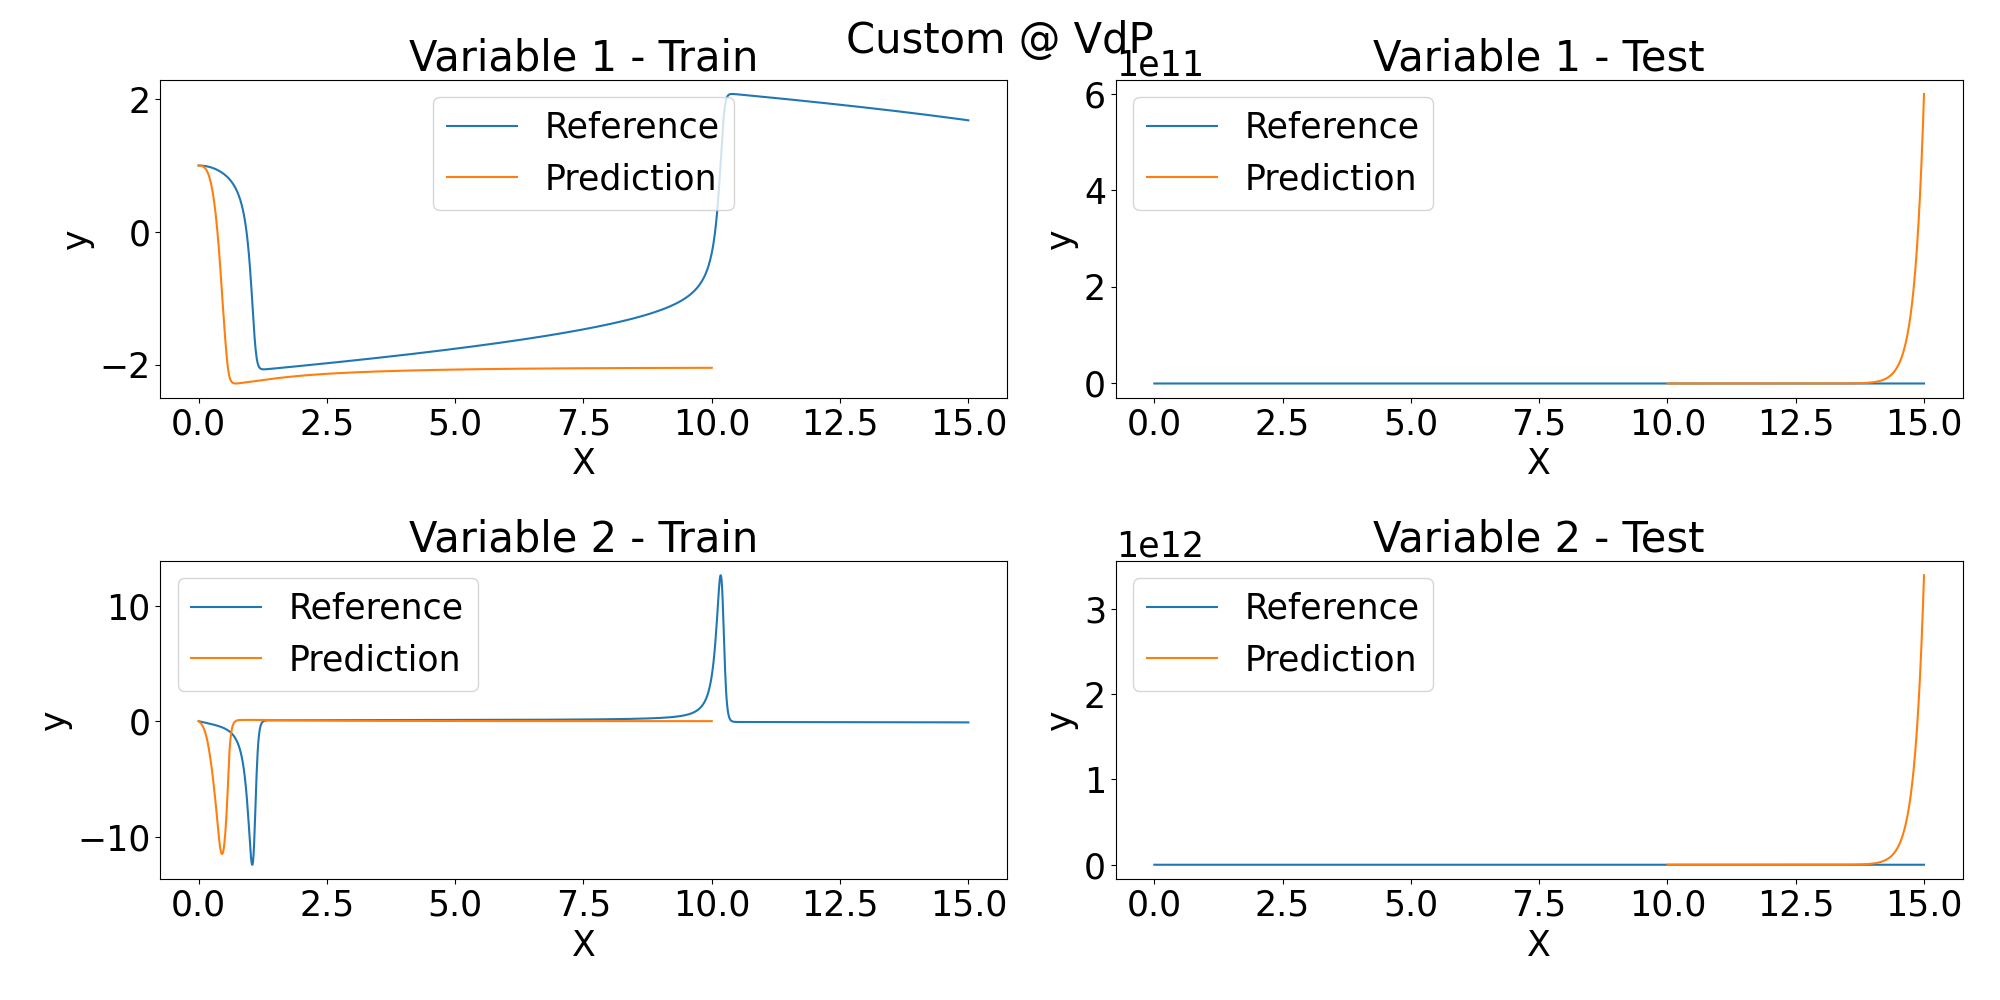 Custom @ VdP
Variable 1 - Train
2
0
−2
y
Reference
Prediction
0.0 2.5 5.0 7.5 10.0 12.5 15.0
X
Variable 1 - Test
1e11
6
4
2
0
y
Reference
Prediction
0.0 2.5 5.0 7.5 10.0 12.5 15.0
X
Variable 2 - Train
10
0
−10
y
Reference
Prediction
0.0 2.5 5.0 7.5 10.0 12.5 15.0
X
Variable 2 - Test
1e12
3
2
1
0
y
Reference
Prediction
0.0 2.5 5.0 7.5 10.0 12.5 15.0
X